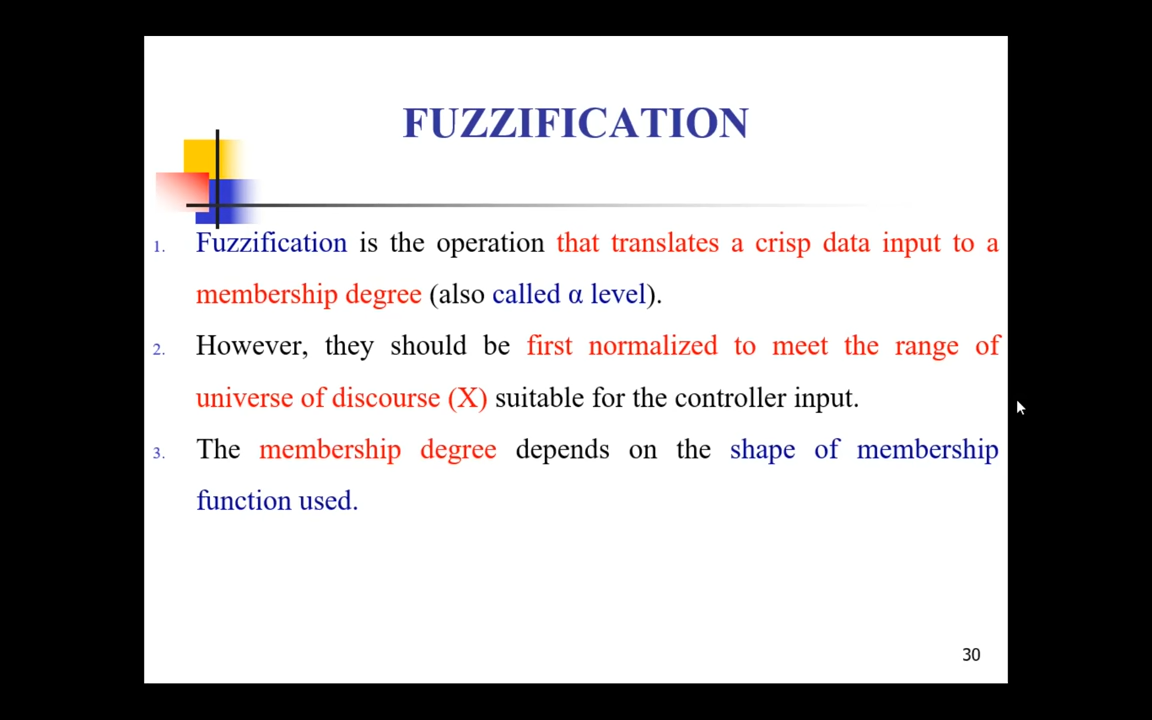 FUZZIFICATION
1. Fuzzification is the operation that translates a crisp data input to a
membership degree (also called α level).
2. However, they should be first normalized to meet the range of
universe of discourse (X) suitable for the controller input.
3. The membership degree depends on the shape of membership
function used.
30